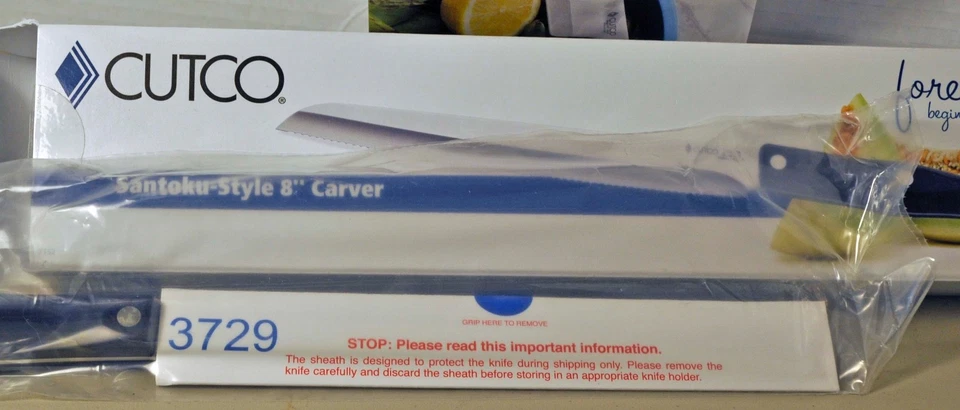 CUTCO®
fore
begin
Santoku-Style 8" Carver
GRIP HERE TO REMOVE
3729
STOP: Please read this important information.
The sheath is designed to protect the knife during shipping only. Please remove the
knife carefully and discard the sheath before storing in an appropriate knife holder.